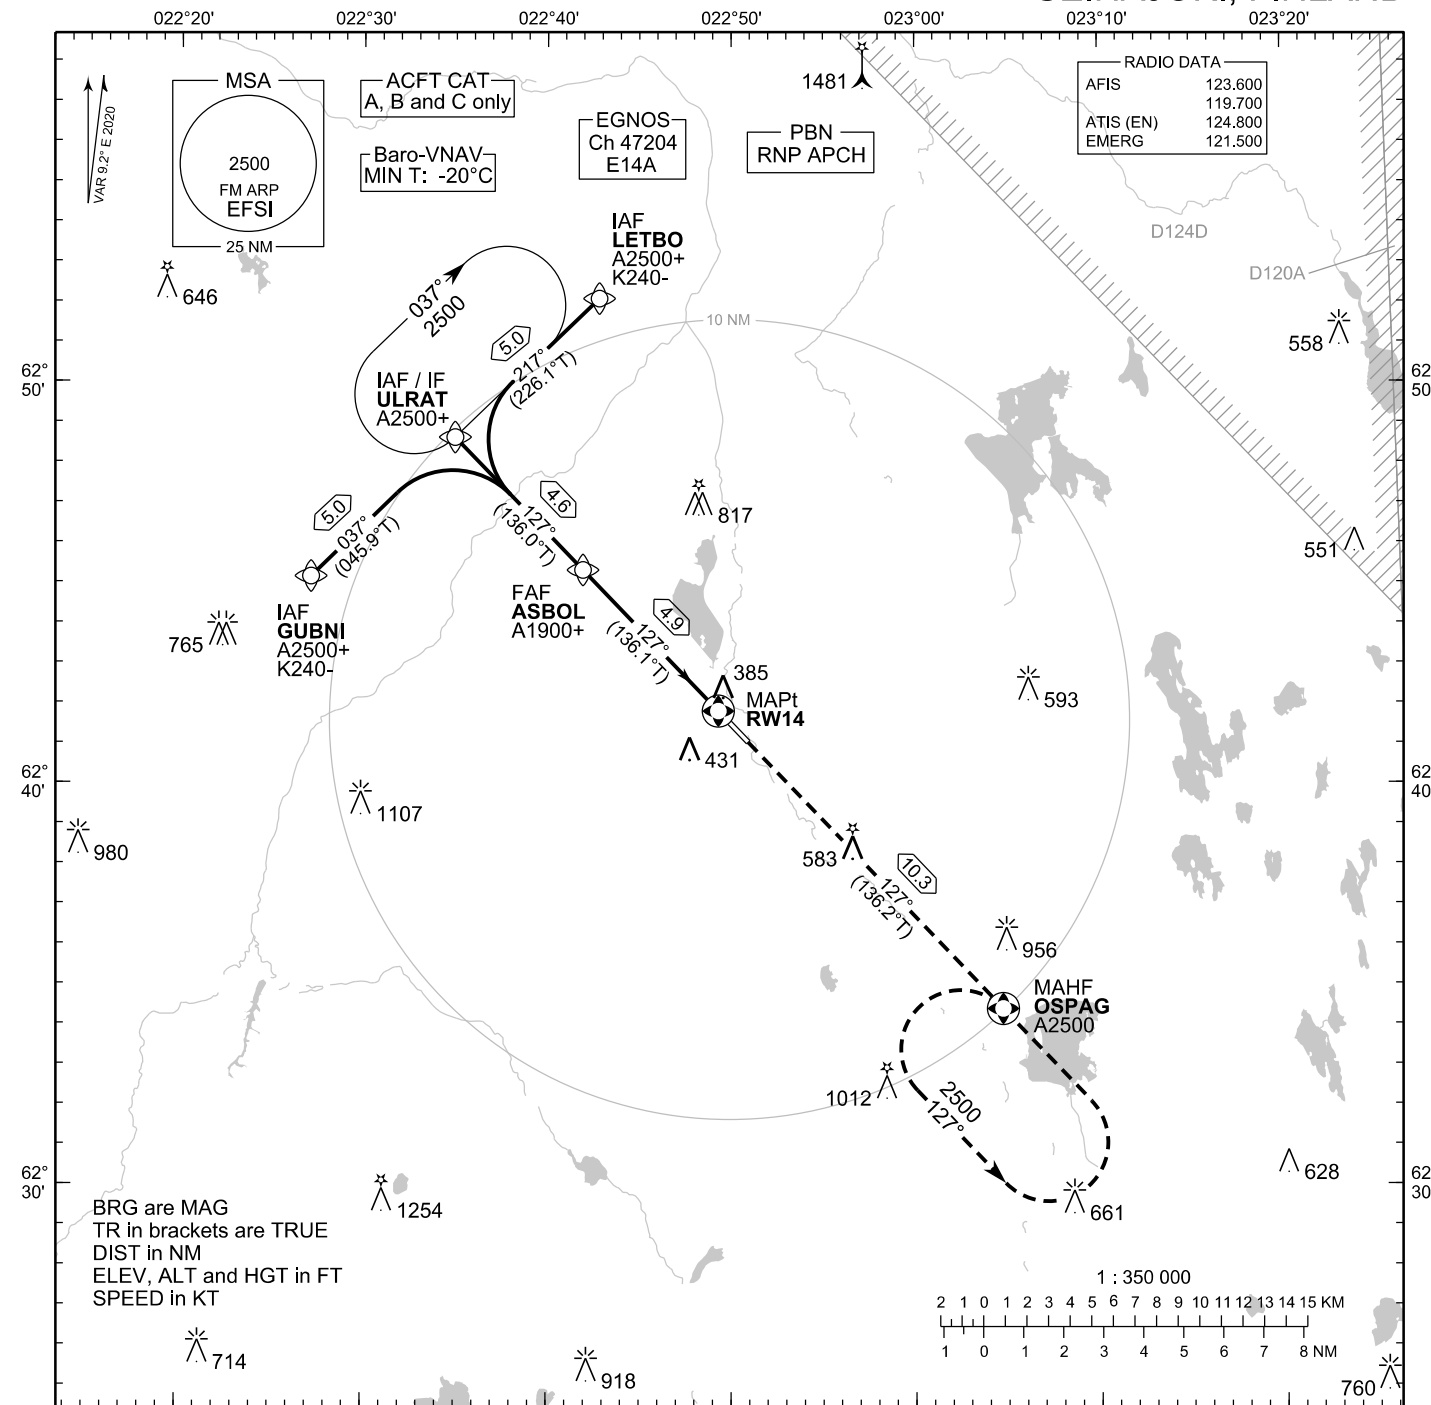 022°20'
022°30'
022°40'
022°50'
023°00'
023°10'
023°20'
VAR 9.2° E 2020
MSA
2500
FM ARP
EFSI
25 NM
ACFT CAT
A, B and C only
Baro-VNAV
MIN T: -20°C
EGNOS
Ch 47204
E14A
PBN
RNP APCH
1481
RADIO DATA
AFIS 123.600
119.700
ATIS (EN) 124.800
EMERG 121.500
D124D
D120A
646
IAF
LETBO
A2500+
K240-
037°
2500
5.0
217°
(226.1°T)
10 NM
558
62°
50'
62
50
IAF / IF
ULRAT
A2500+
4.6
127°
(136.0°T)
5.0
037°
(045.9°T)
817
551
IAF
GUBNI
A2500+
K240-
765
FAF
ASBOL
A1900+
4.9
127°
(136.1°T)
385
MAPt
RW14
431
593
62°
40'
62
40
1107
980
583
10.3
127°
(136.2°T)
956
MAHF
OSPAG
A2500
1012
2500
127°
62°
30'
62
30
628
661
1254
BRG are MAG
TR in brackets are TRUE
DIST in NM
ELEV, ALT and HGT in FT
SPEED in KT
1 : 350 000
2 1 0 1 2 3 4 5 6 7 8 9 10 11 12 13 14 15 KM
1 0 1 2 3 4 5 6 7 8 NM
714
918
760